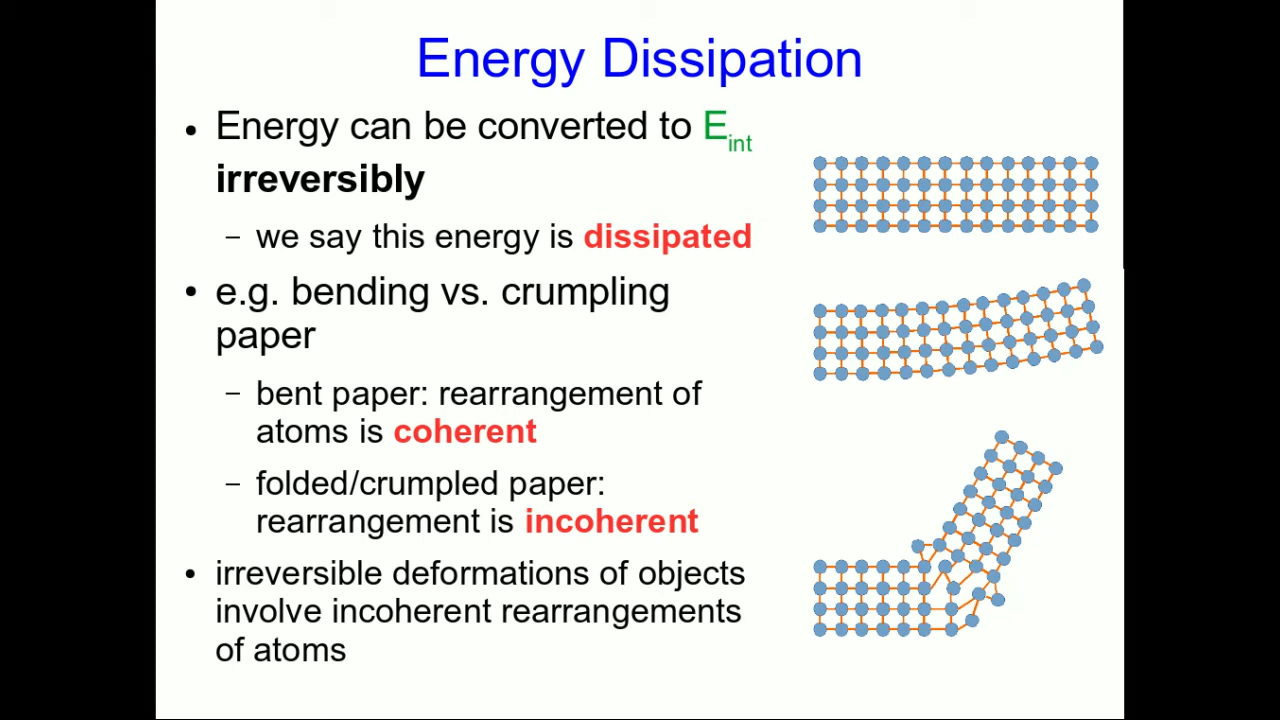 Energy Dissipation
• Energy can be converted to E_int
irreversibly
– we say this energy is dissipated
• e.g. bending vs. crumpling
paper
– bent paper: rearrangement of
atoms is coherent
– folded/crumpled paper:
rearrangement is incoherent
• irreversible deformations of objects
involve incoherent rearrangements
of atoms